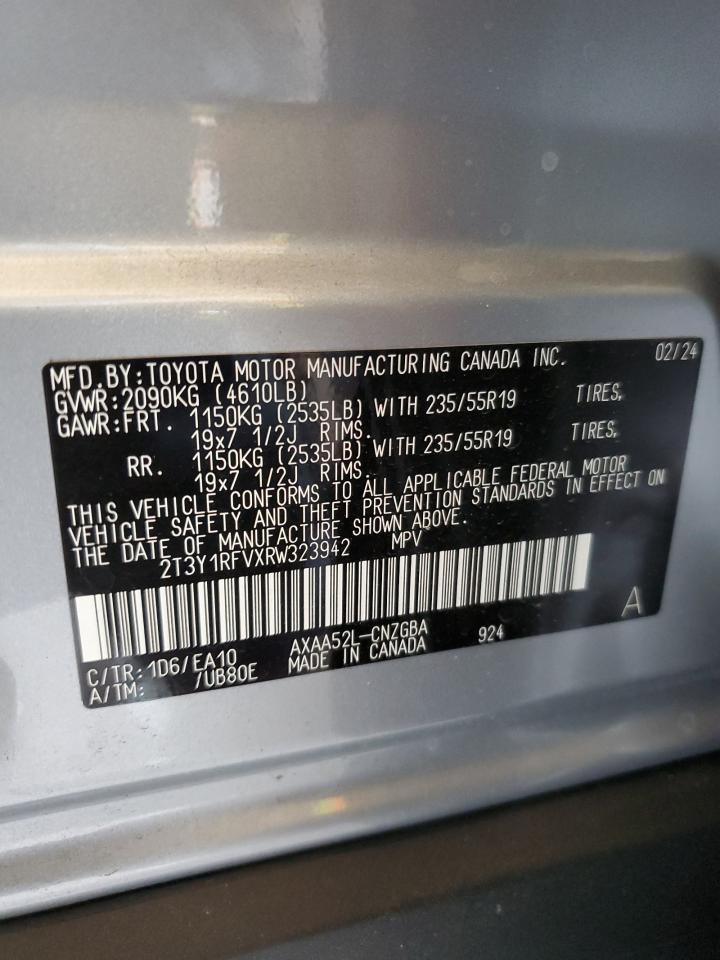 MFD.BY:TOYOTA MOTOR MANUFACTURING CANADA INC. 02/24
GVWR:2090KG (4610LB)
GAWR:FRT. 1150KG (2535LB) WITH 235/55R19 TIRES,
19x7 1/2J RIMS.
RR. 1150KG (2535LB) WITH 235/55R19 TIRES,
19x7 1/2J RIMS.
THIS VEHICLE CONFORMS TO ALL APPLICABLE FEDERAL MOTOR
VEHICLE SAFETY AND THEFT PREVENTION STANDARDS IN EFFECT ON
THE DATE OF MANUFACTURE SHOWN ABOVE.
2T3Y1RFVXRW323942 MPV
A
C/TR:1D6/EA10 AXAA52L-CNZGBA 924
A/TM: /UB80E MADE IN CANADA